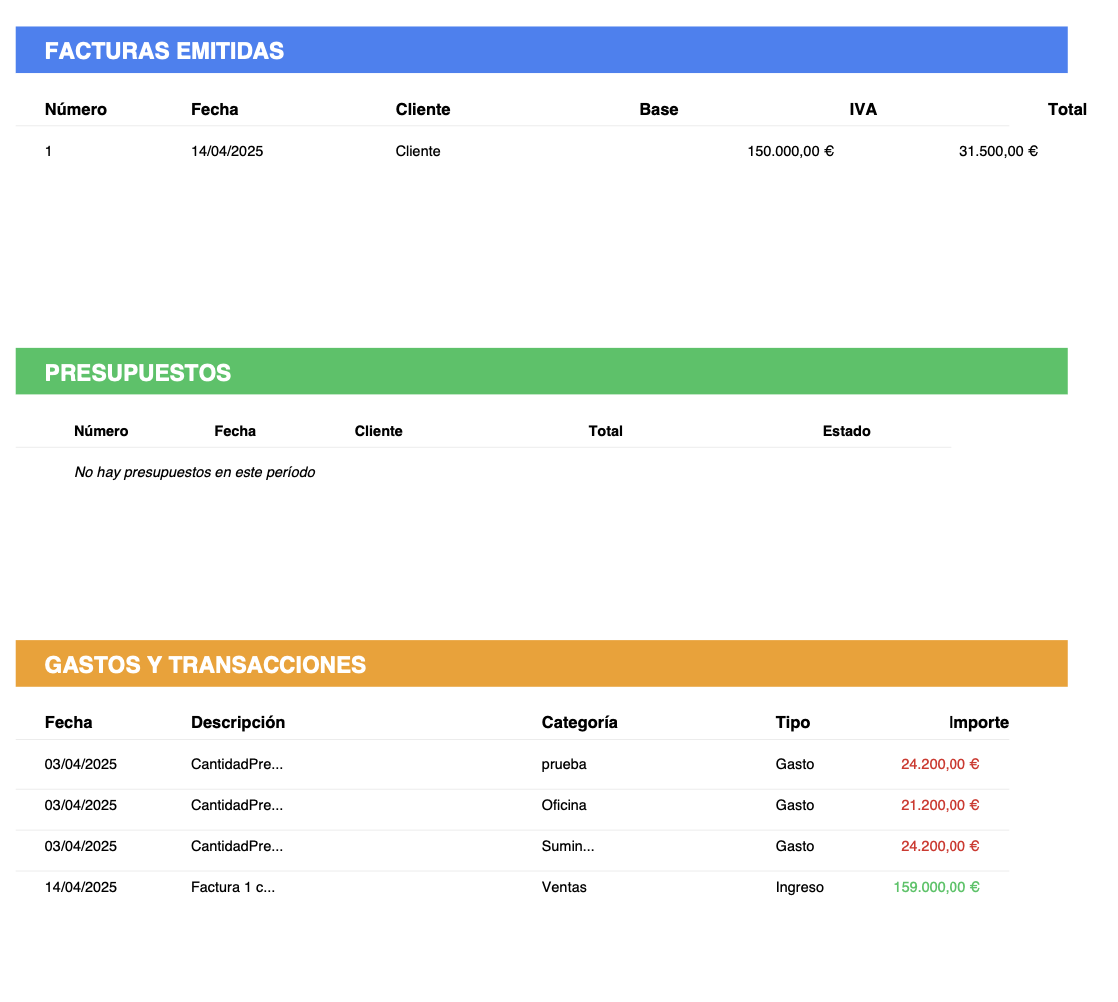 FACTURAS EMITIDAS
Número Fecha Cliente Base IVA Total
1 14/04/2025 Cliente 150.000,00 € 31.500,00 €
PRESUPUESTOS
Número Fecha Cliente Total Estado
No hay presupuestos en este período
GASTOS Y TRANSACCIONES
Fecha Descripción Categoría Tipo Importe
03/04/2025 CantidadPre... prueba Gasto 24.200,00 €
03/04/2025 CantidadPre... Oficina Gasto 21.200,00 €
03/04/2025 CantidadPre... Sumin... Gasto 24.200,00 €
14/04/2025 Factura 1 c... Ventas Ingreso 159.000,00 €